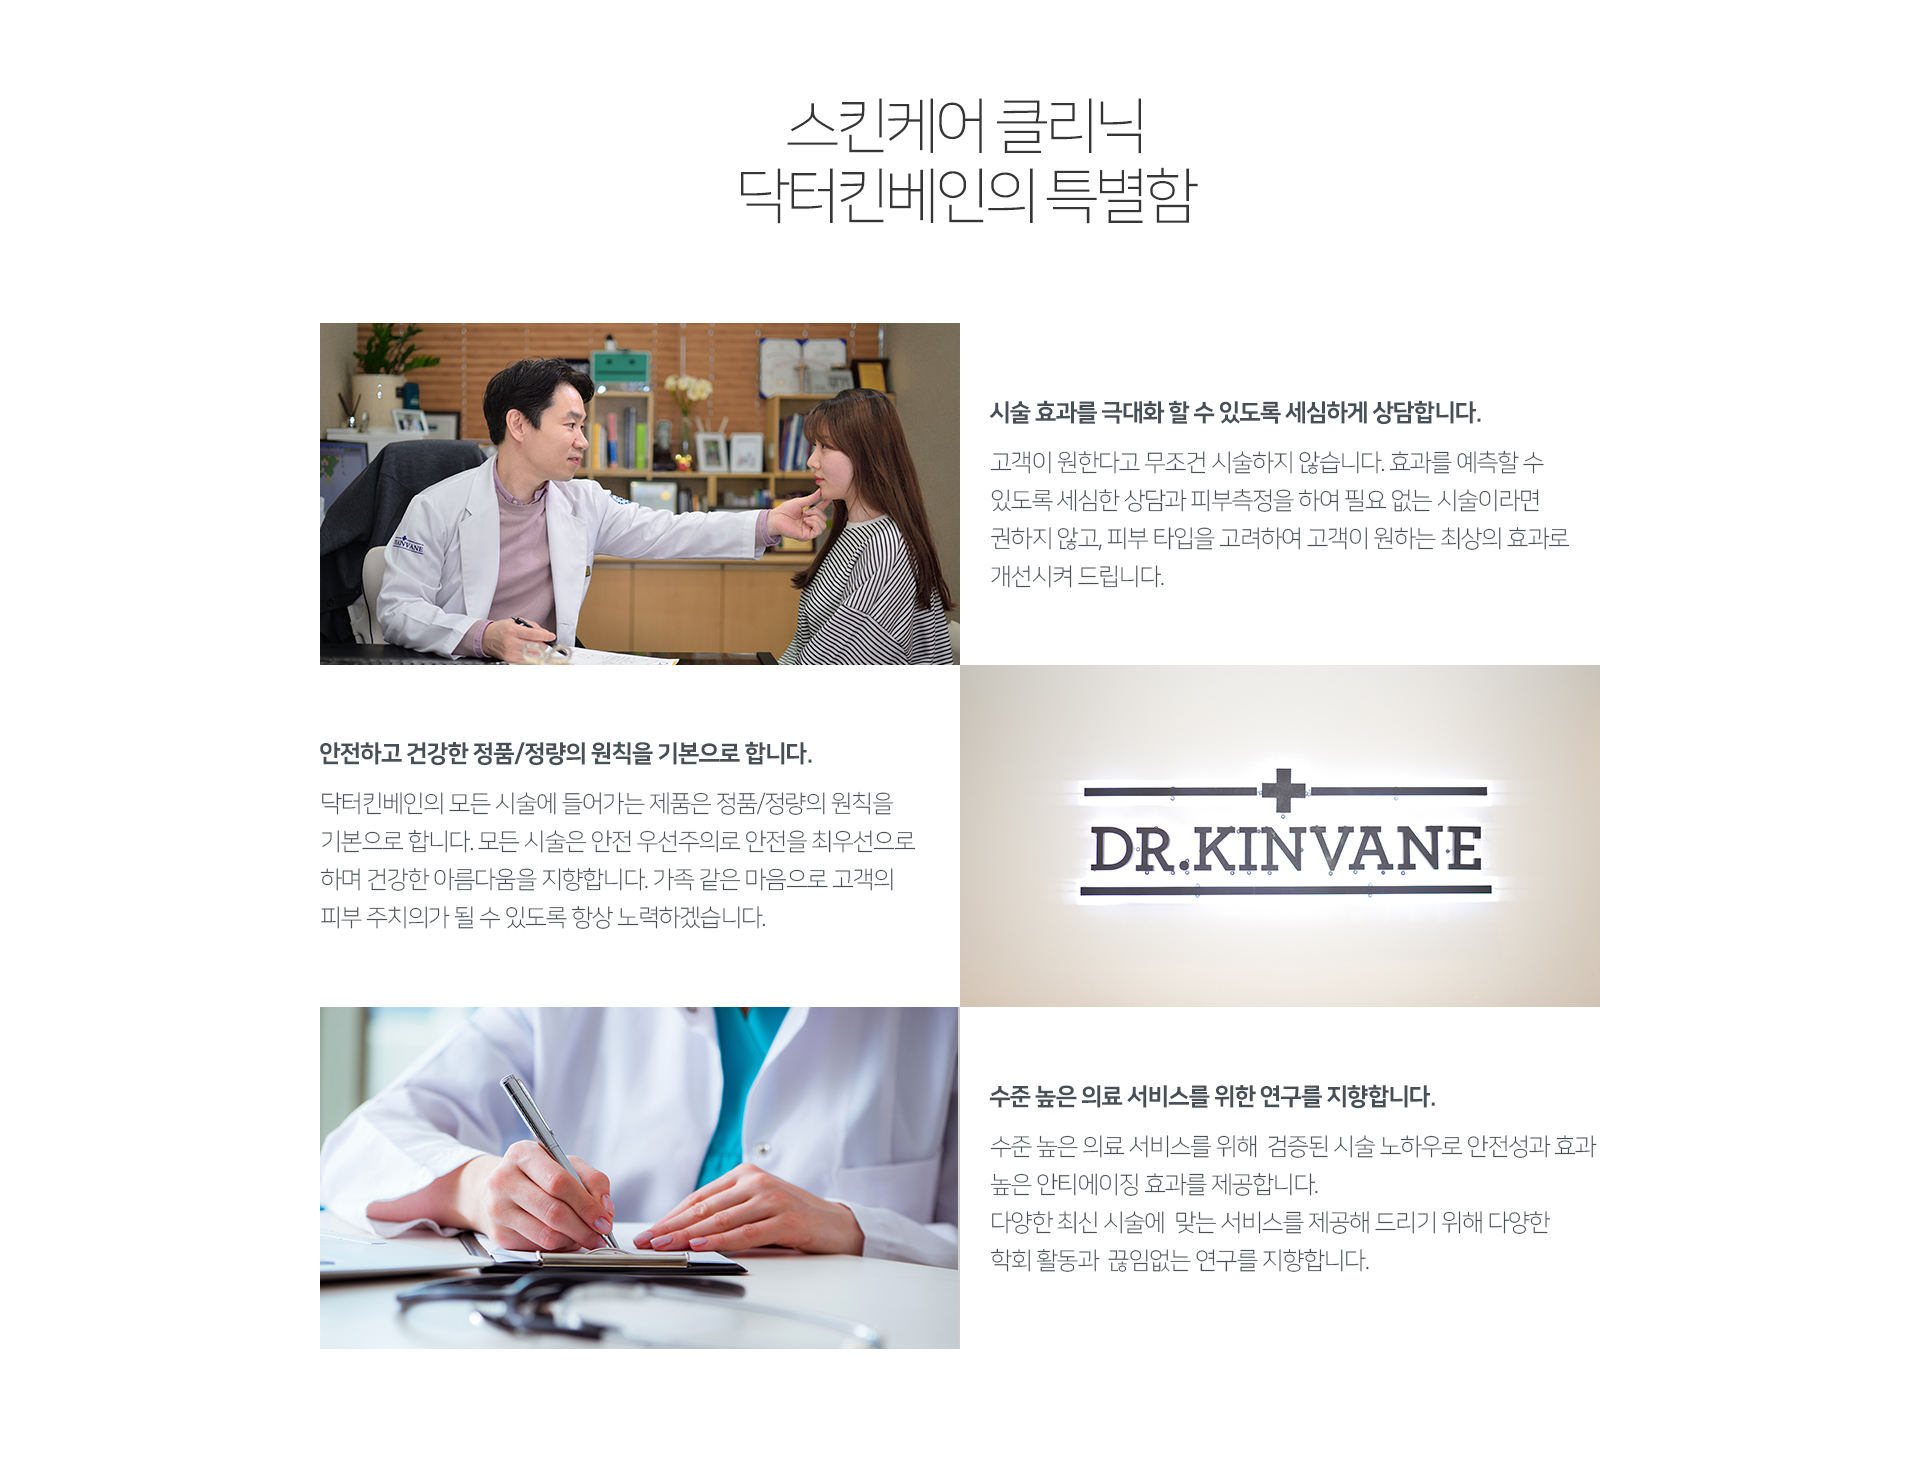 스킨케어 클리닉
닥터킨베인의 특별함
시술 효과를 극대화 할 수 있도록 세심하게 상담합니다.
고객이 원한다고 무조건 시술하지 않습니다. 효과를 예측할 수
있도록 세심한 상담과 피부측정을 하여 필요 없는 시술이라면
권하지 않고, 피부 타입을 고려하여 고객이 원하는 최상의 효과로
개선시켜 드립니다.
KINVANE
안전하고 건강한 정품/정량의 원칙을 기본으로 합니다.
닥터킨베인의 모든 시술에 들어가는 제품은 정품/정량의 원칙을
기본으로 합니다. 모든 시술은 안전 우선주의로 안전을 최우선으로
하며 건강한 아름다움을 지향합니다. 가족 같은 마음으로 고객의
피부 주치의가 될 수 있도록 항상 노력하겠습니다.
DR.KINVANE
수준 높은 의료 서비스를 위한 연구를 지향합니다.
수준 높은 의료 서비스를 위해 검증된 시술 노하우로 안전성과 효과
높은 안티에이징 효과를 제공합니다.
다양한 최신 시술에 맞는 서비스를 제공해 드리기 위해 다양한
학회 활동과 끊임없는 연구를 지향합니다.